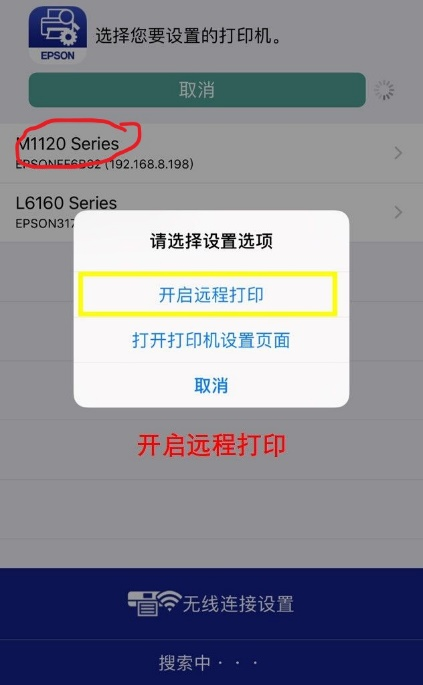 选择您要设置的打印机。
EPSON
取消
M1120 Series
EPSONEF6B92 (192.168.8.198)
L6160 Series
EPSON317
请选择设置选项
开启远程打印
打开打印机设置页面
取消
开启远程打印
无线连接设置
搜索中・・・